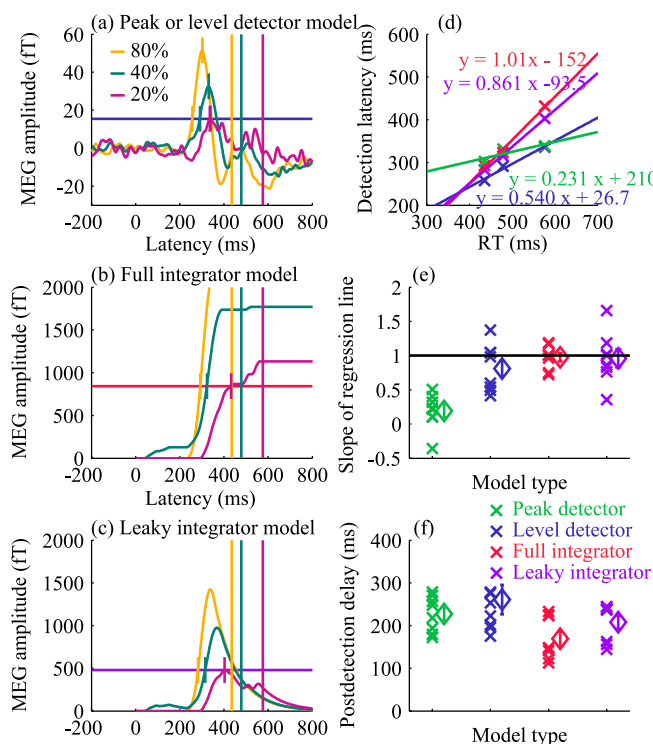 (a) Peak or level detector model
MEG amplitude (fT)
60
40
20
0
-20
80%
40%
20%
-200 0 200 400 600 800
Latency (ms)
(d)
Detection latency (ms)
600
500
400
300
200
y = 1.01x - 152
y = 0.861x -93.5
y = 0.231 x + 210
y = 0.540 x + 26.7
300 400 500 600 700
RT (ms)
(b) Full integrator model
MEG amplitude (fT)
2000
1500
1000
500
0
-200 0 200 400 600 800
Latency (ms)
(e)
Slope of regression line
2
1.5
1
0.5
0
-0.5
Model type
(c) Leaky integrator model
MEG amplitude (fT)
2000
1500
1000
500
0
-200 0 200 400 600 800
Latency (ms)
(f)
Peak detector
Level detector
Full integrator
Leaky integrator
Postdetection delay (ms)
400
300
200
100
0
Model type